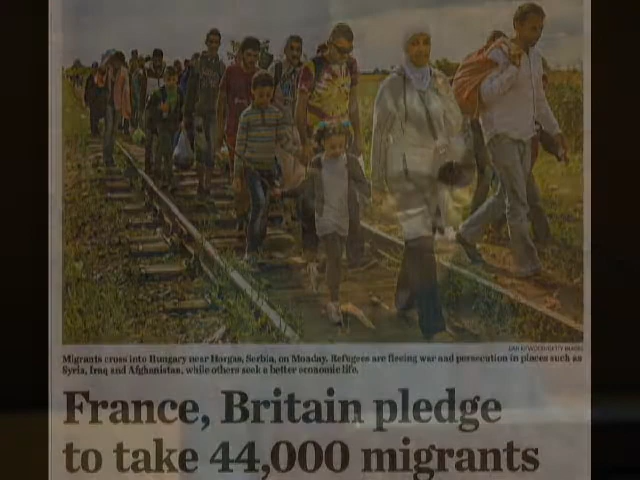 Migrants cross into Hungary near Horgas, Serbia, on Monday. Refugees are fleeing war and persecution in places such as
Syria, Iraq and Afghanistan, while others seek a better economic life.
France, Britain pledge
to take 44,000 migrants